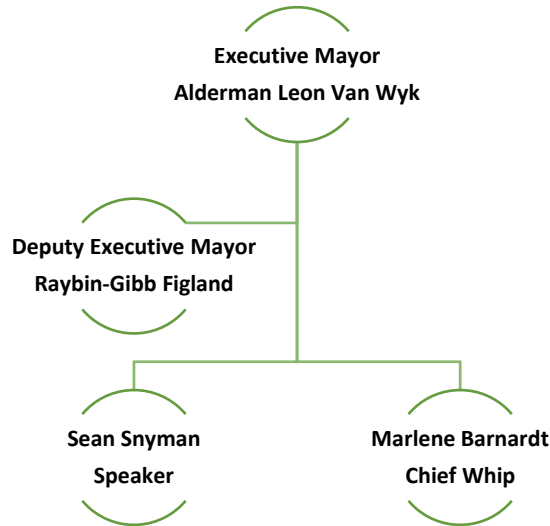 Executive Mayor
Alderman Leon Van Wyk
Deputy Executive Mayor
Raybin-Gibb Figland
Sean Snyman
Speaker
Marlene Barnardt
Chief Whip